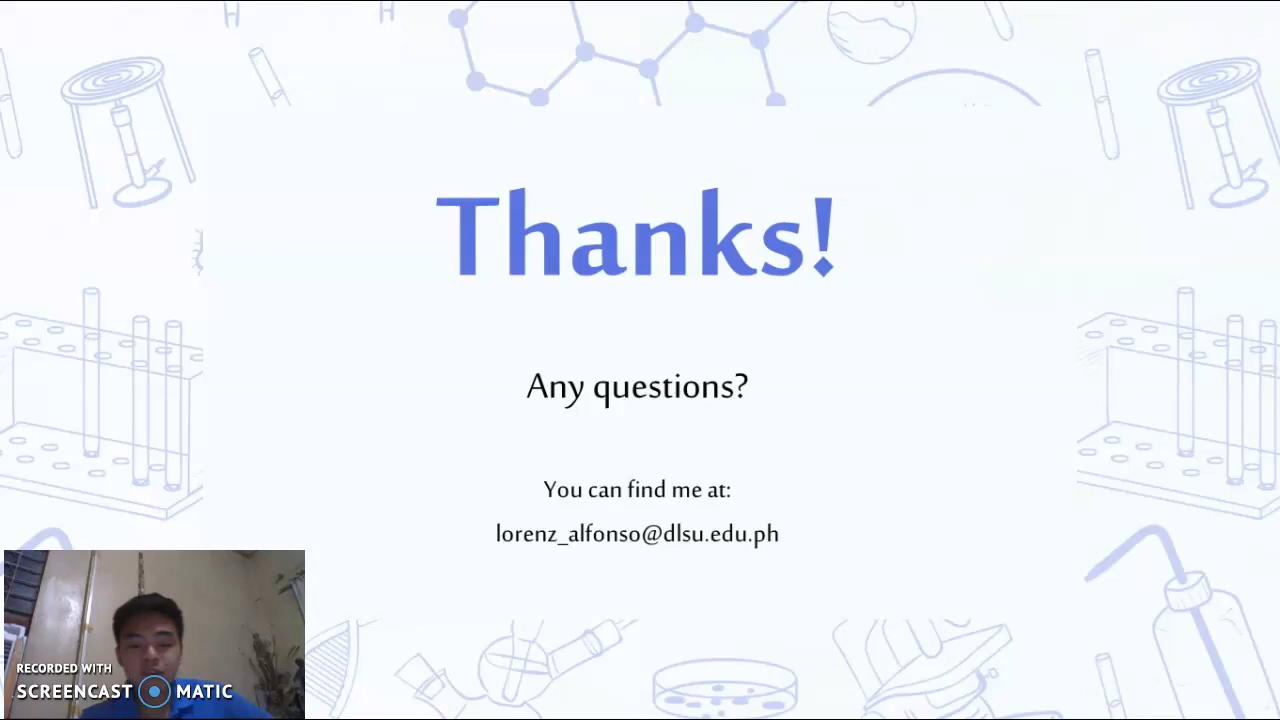 Thanks!
Any questions?
You can find me at:
lorenz_alfonso@dlsu.edu.ph
RECORDED WITH
SCREENCAST MATIC